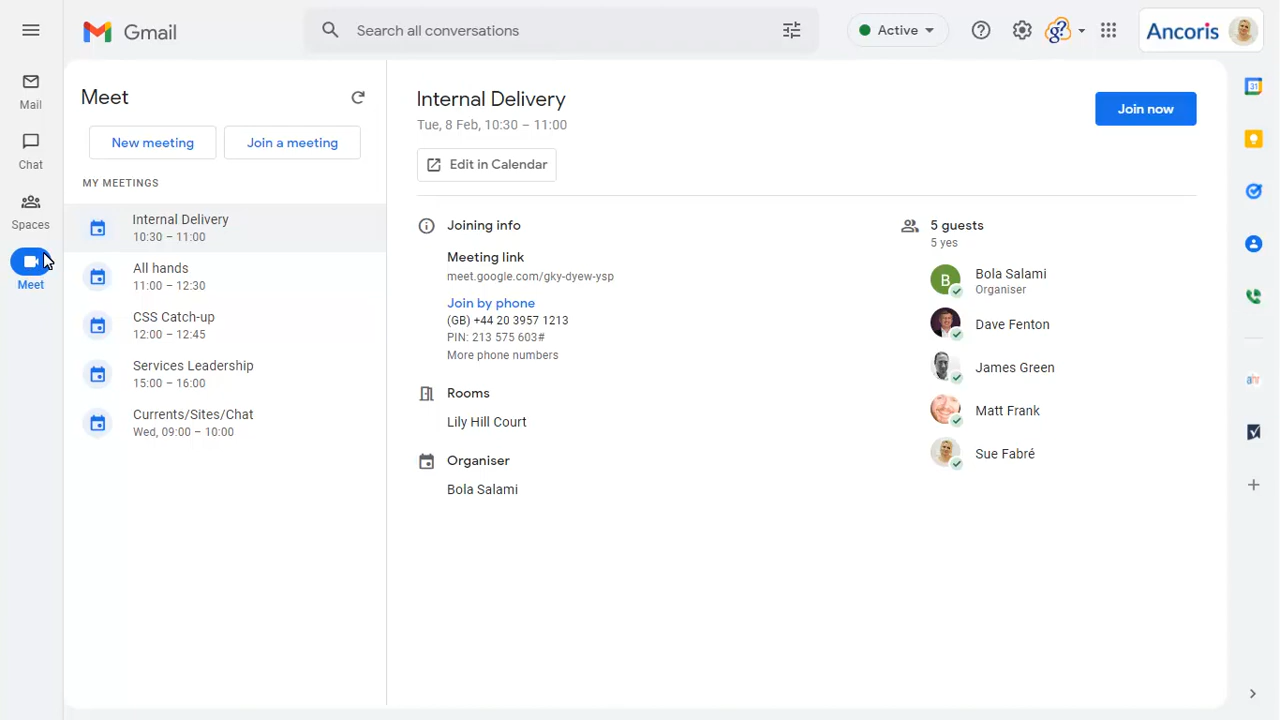 Gmail
Search all conversations
Active
Ancoris
Mail
Chat
Spaces
Meet
Meet
New meeting
Join a meeting
MY MEETINGS
Internal Delivery
10:30 – 11:00
All hands
11:00 – 12:30
CSS Catch-up
12:00 – 12:45
Services Leadership
15:00 – 16:00
Currents/Sites/Chat
Wed, 09:00 – 10:00
Internal Delivery
Tue, 8 Feb, 10:30 – 11:00
Join now
Edit in Calendar
Joining info
Meeting link
meet.google.com/gky-dyew-ysp
Join by phone
(GB) +44 20 3957 1213
PIN: 213 575 603#
More phone numbers
Rooms
Lily Hill Court
Organiser
Bola Salami
5 guests
5 yes
B
Bola Salami
Organiser
Dave Fenton
James Green
Matt Frank
Sue Fabré
31